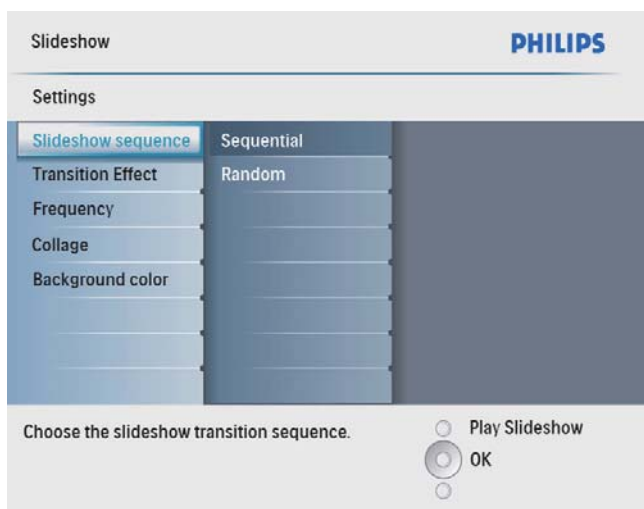 Slideshow
PHILIPS
Settings
Slideshow sequence
Sequential
Transition Effect
Random
Frequency
Collage
Background color
Choose the slideshow transition sequence.
Play Slideshow
OK